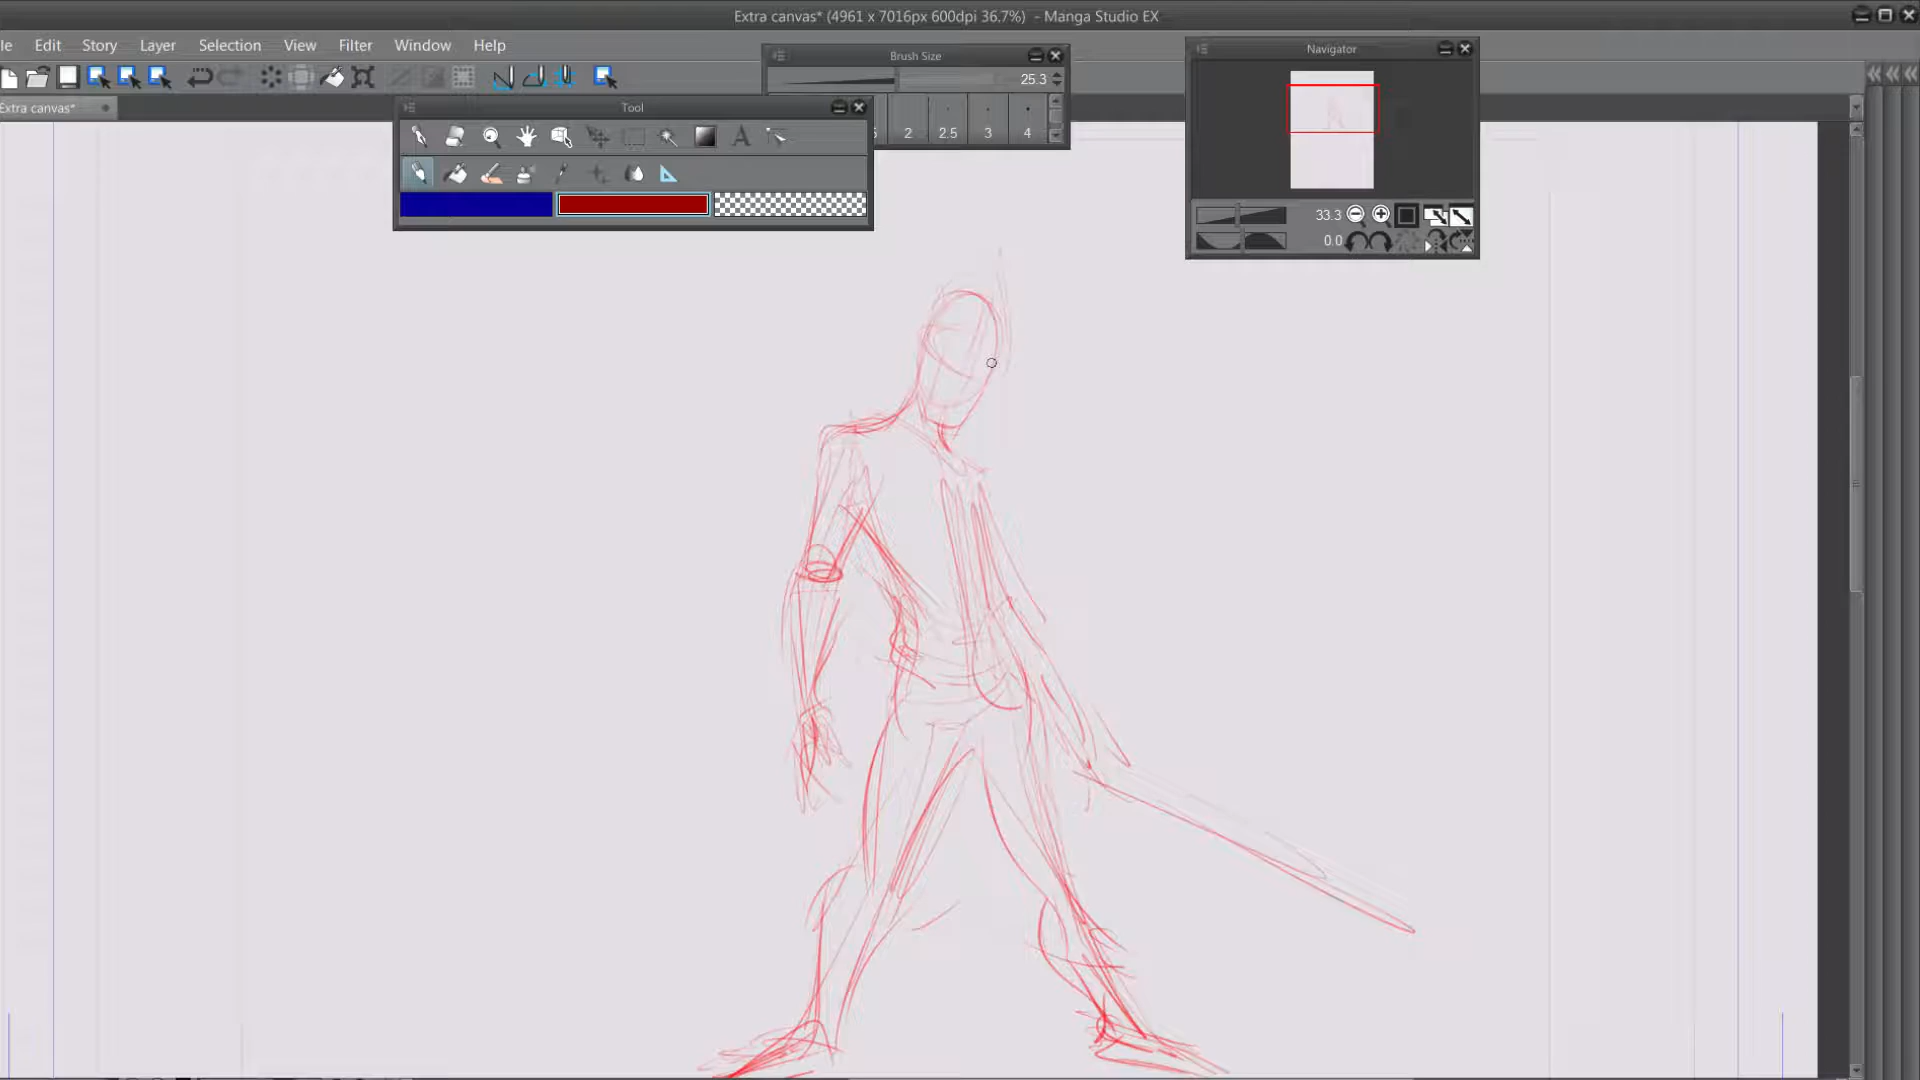 Extra canvas* (4961 x 7016px 600dpi 36.7%) - Manga Studio EX
le Edit Story Layer Selection View Filter Window Help
Brush Size
25.3
Navigator
Extra canvas*
Tool
2 2.5 3 4
A
33.3
0.0